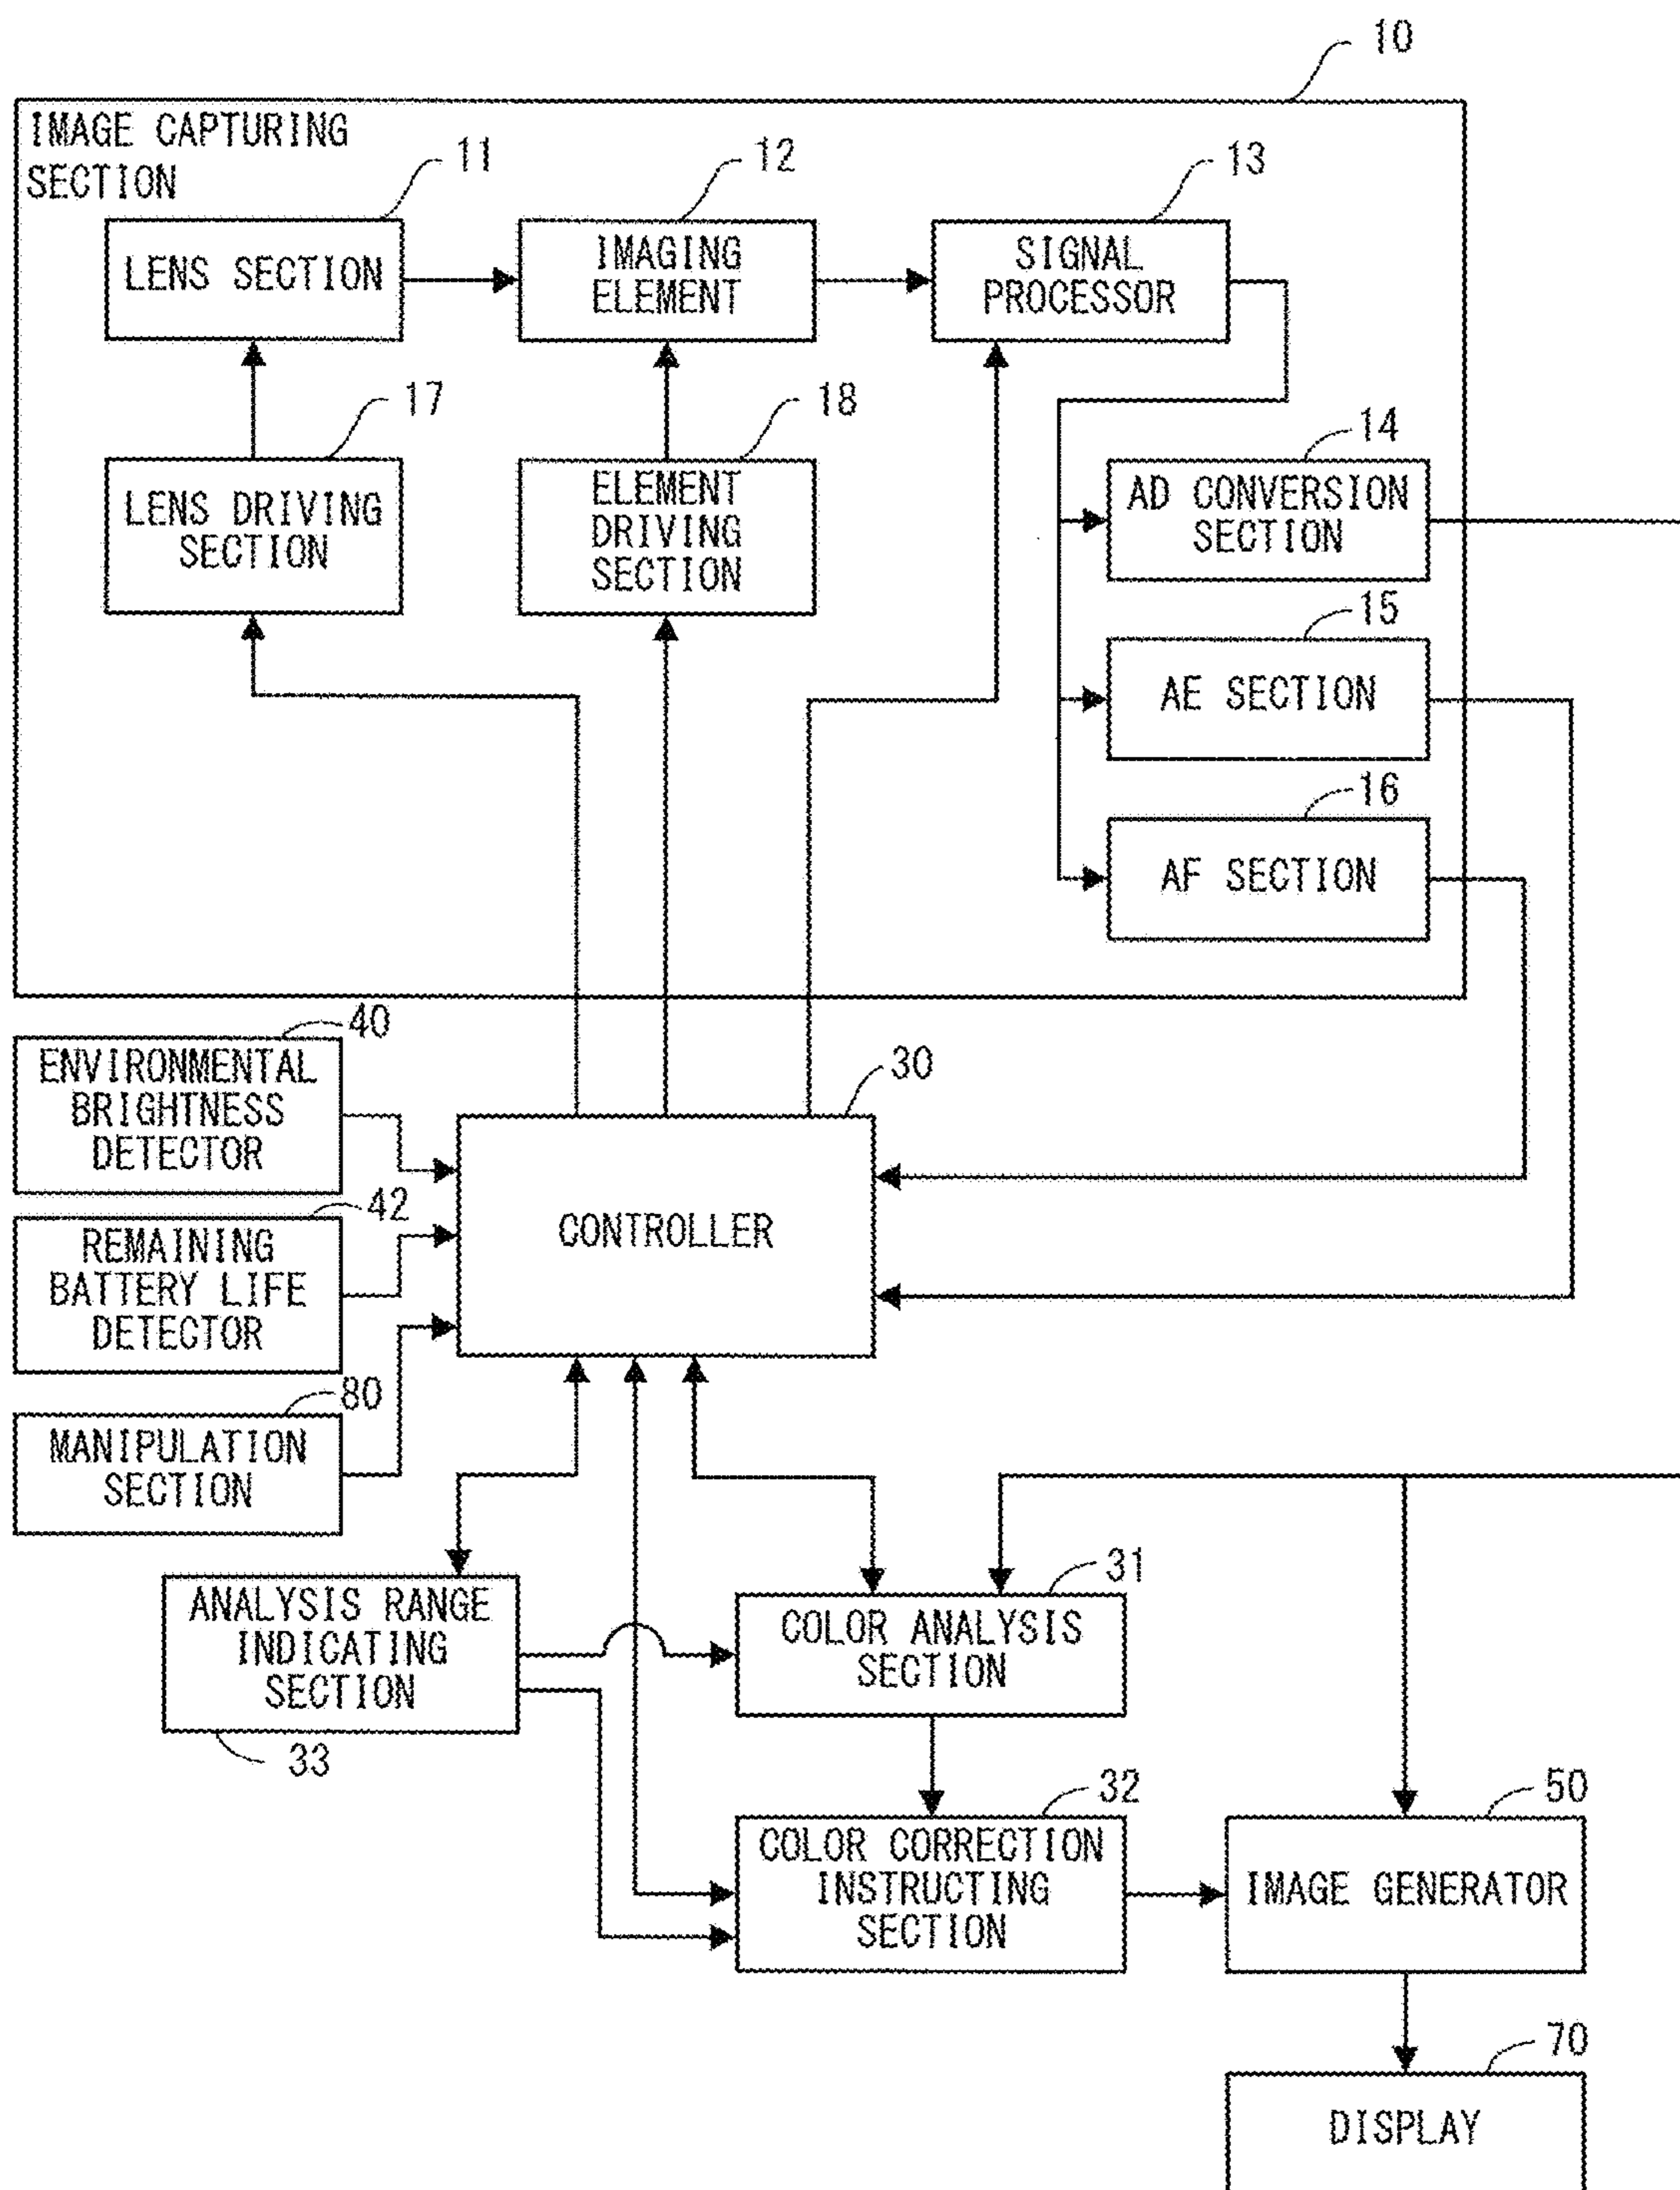 10
IMAGE CAPTURING
SECTION
11
12
13
LENS SECTION
IMAGING
ELEMENT
SIGNAL
PROCESSOR
17
18
14
LENS DRIVING
SECTION
ELEMENT
DRIVING
SECTION
AD CONVERSION
SECTION
15
AE SECTION
16
AF SECTION
40
ENVIRONMENTAL
BRIGHTNESS
DETECTOR
30
CONTROLLER
42
REMAINING
BATTERY LIFE
DETECTOR
80
MANIPULATION
SECTION
31
ANALYSIS RANGE
INDICATING
SECTION
33
COLOR ANALYSIS
SECTION
32
COLOR CORRECTION
INSTRUCTING
SECTION
50
IMAGE GENERATOR
70
DISPLAY